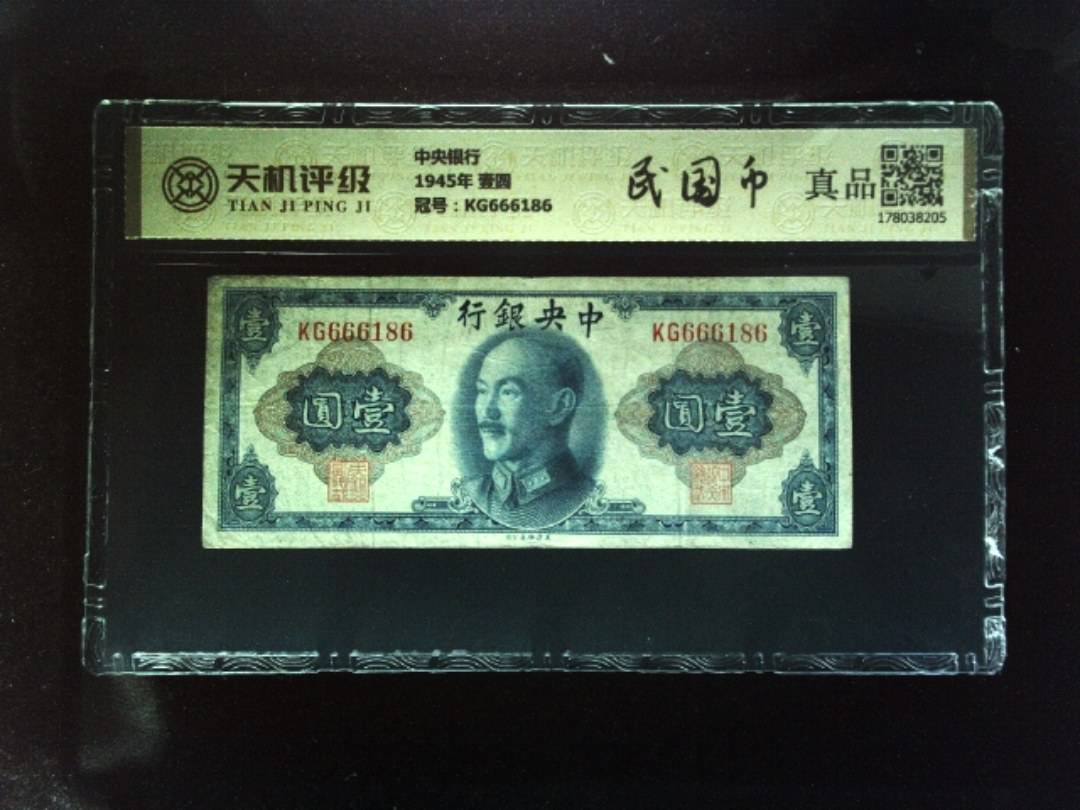 天机评级
TIAN JI PING JI
中央银行
1945年 壹圆
冠号：KG666186
民国币
真品
178038205
行銀央中
KG666186
KG666186
壹
壹
圓壹
圓壹
壹
壹